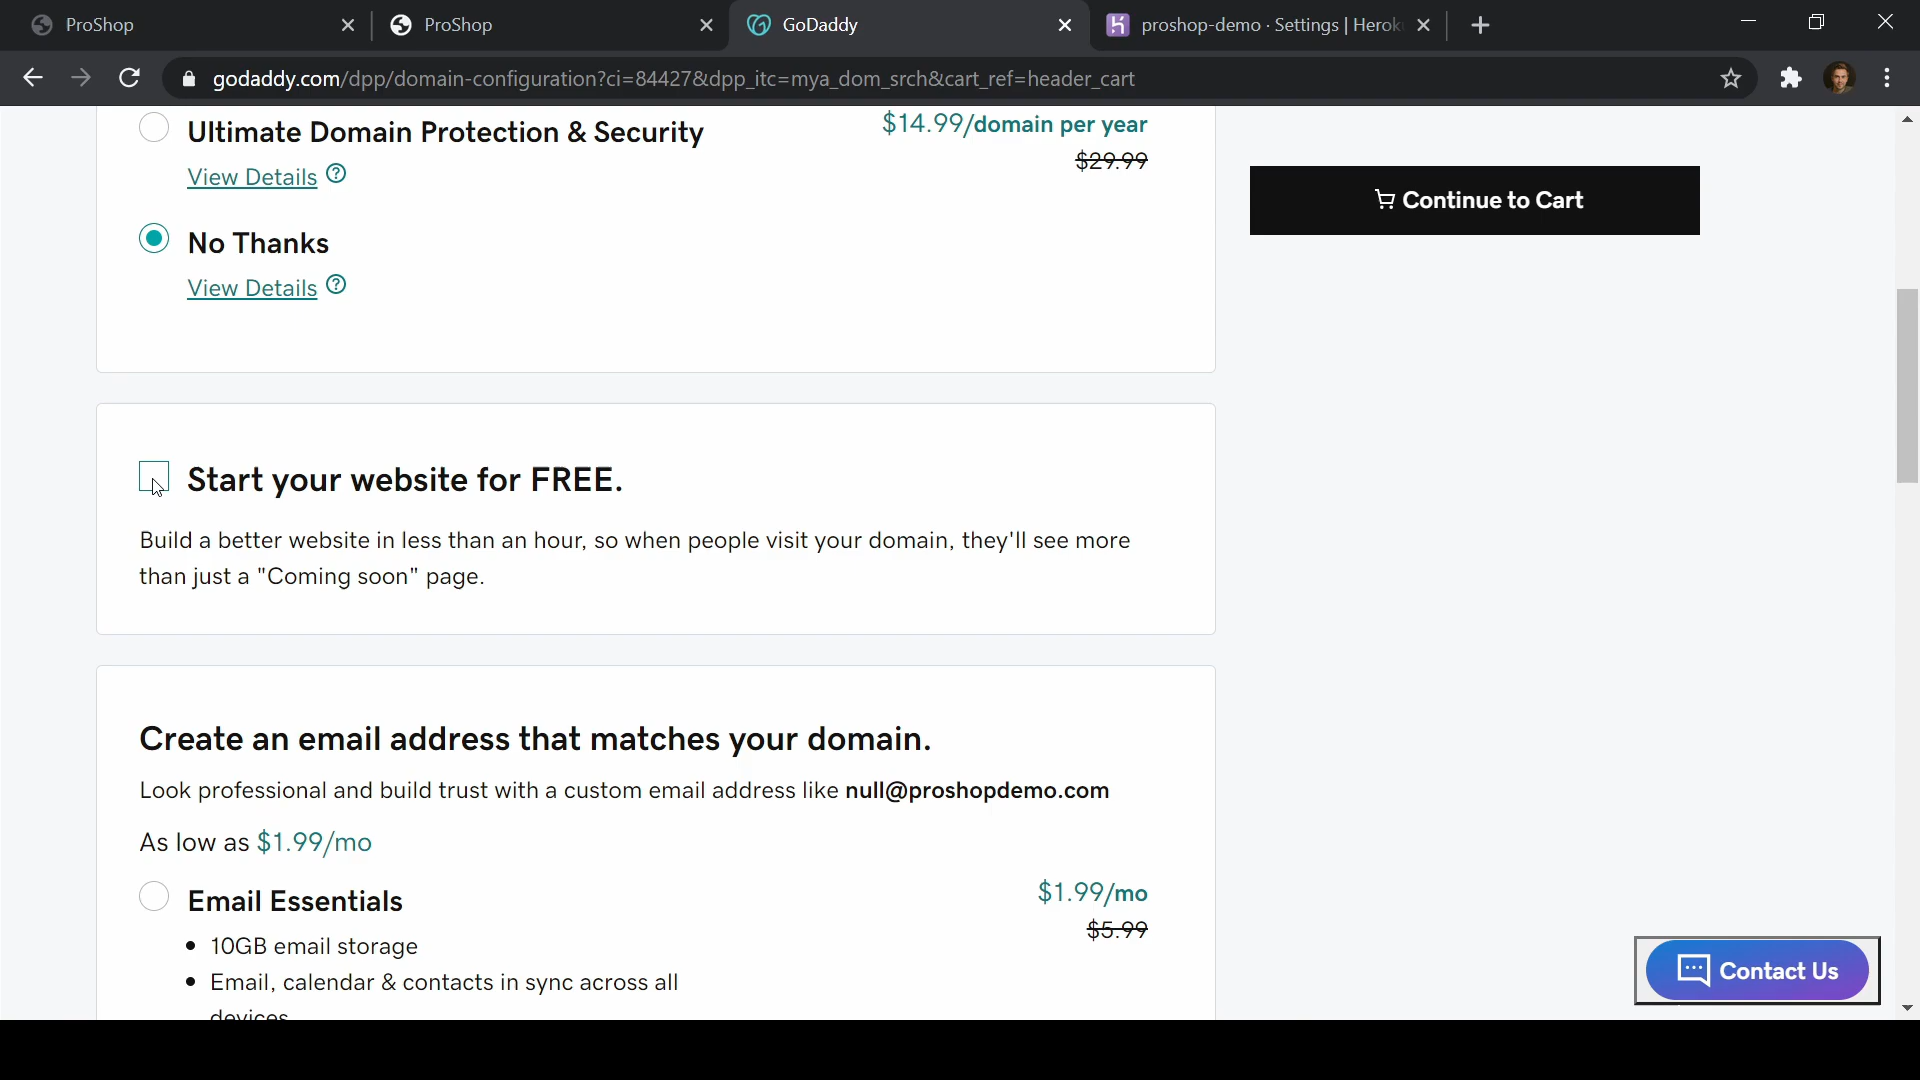 ProShop
ProShop
GoDaddy
proshop-demo · Settings | Herok
godaddy.com/dpp/domain-configuration?ci=84427&dpp_itc=mya_dom_srch&cart_ref=header_cart
Ultimate Domain Protection & Security
$14.99/domain per year
$29.99
View Details
Continue to Cart
No Thanks
View Details
Start your website for FREE.
Build a better website in less than an hour, so when people visit your domain, they'll see more
than just a "Coming soon" page.
Create an email address that matches your domain.
Look professional and build trust with a custom email address like null@proshopdemo.com
As low as $1.99/mo
Email Essentials
$1.99/mo
$5.99
• 10GB email storage
• Email, calendar & contacts in sync across all
devices
Contact Us